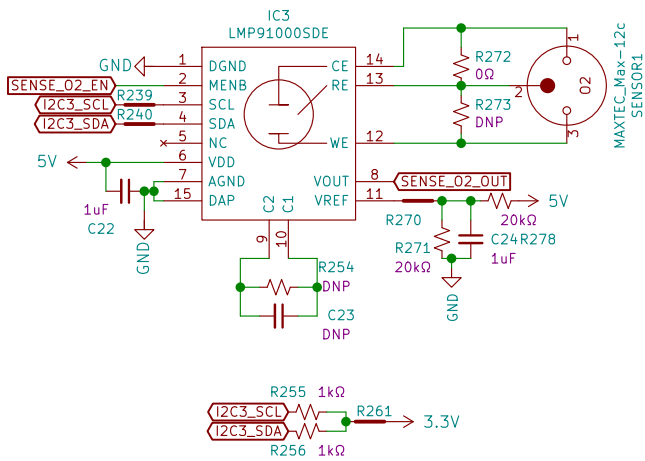 IC3
LMP91000SDE
GND
1
DGND
CE
14
SENSE_O2_EN
2
MENB
RE
13
I2C3_SCL
R239
3
SCL
I2C3_SDA
R240
4
SDA
5
NC
WE
12
5V
6
VDD
7
AGND
VOUT
8
SENSE_O2_OUT
15
DAP
VREF
11
1uF
C22
GND
C2
C1
9
10
R272
0Ω
R273
DNP
1
2
3
O2
MAXTEC_Max-12c
SENSOR1
R270
5V
20kΩ
R271
20kΩ
C24
R278
1uF
GND
R254
DNP
C23
DNP
R255
1kΩ
I2C3_SCL
R261
3.3V
I2C3_SDA
R256
1kΩ